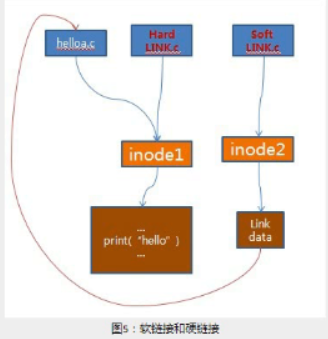 helloa.c
Hard
LINK.c
Soft
LINK.c
inode1
inode2
...
print( "hello" )
...
Link
data
图5：软链接和硬链接